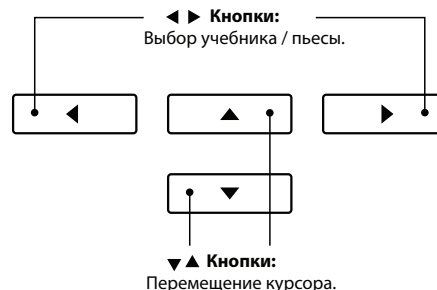 ◀ ▶ Кнопки:
Выбор учебника / пьесы.
◀ ▲ ▶
▼
▼ ▲ Кнопки:
Перемещение курсора.